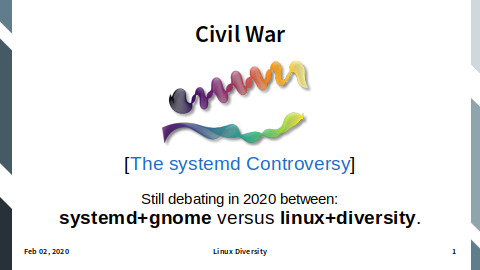 Civil War
[The systemd Controversy]
Still debating in 2020 between:
systemd+gnome versus linux+diversity.
Feb 02, 2020 Linux Diversity 1